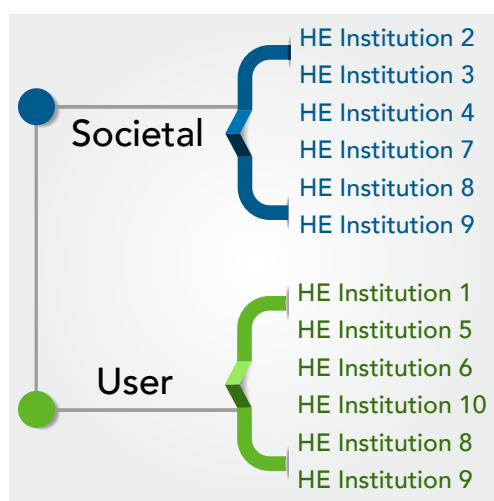 Societal
HE Institution 2
HE Institution 3
HE Institution 4
HE Institution 7
HE Institution 8
HE Institution 9
User
HE Institution 1
HE Institution 5
HE Institution 6
HE Institution 10
HE Institution 8
HE Institution 9